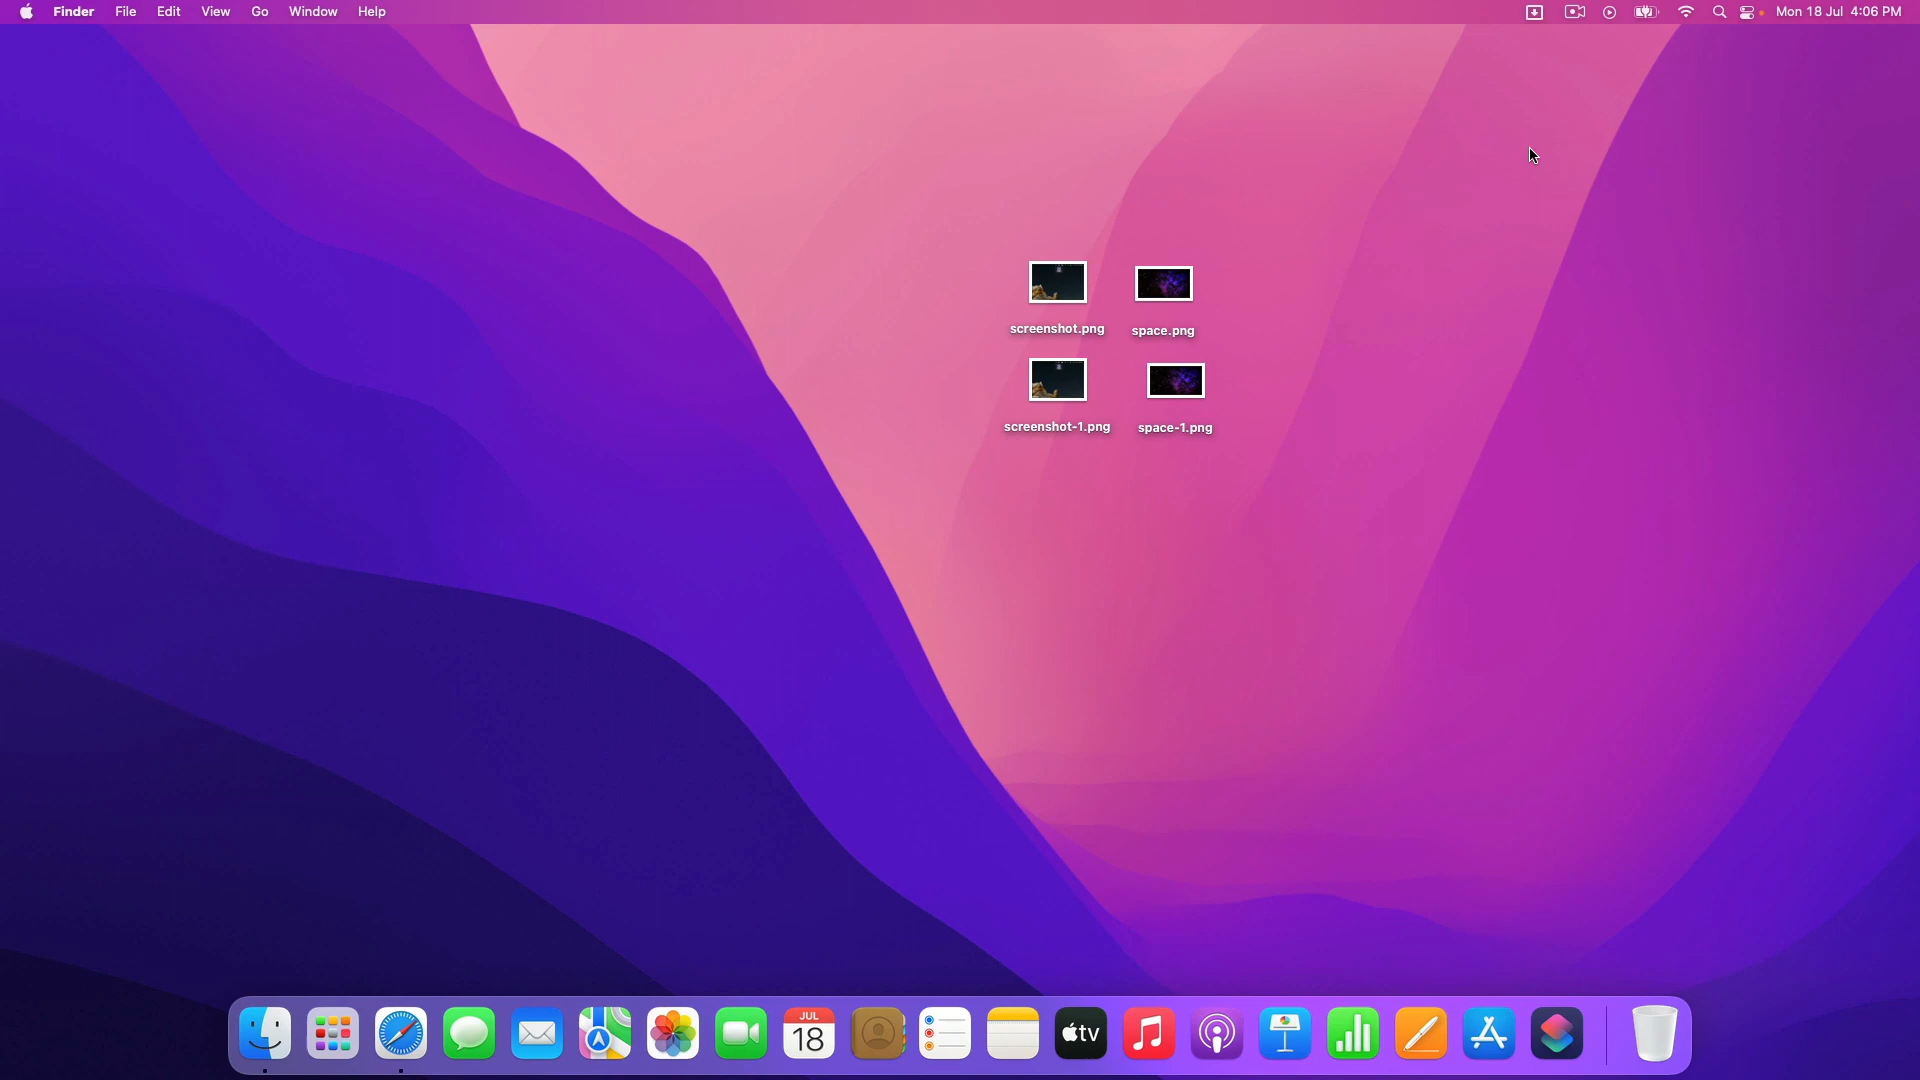 Finder File Edit View Go Window Help Mon 18 Jul 4:06 PM
screenshot.png space.png
screenshot-1.png space-1.png
JUL
18
tv